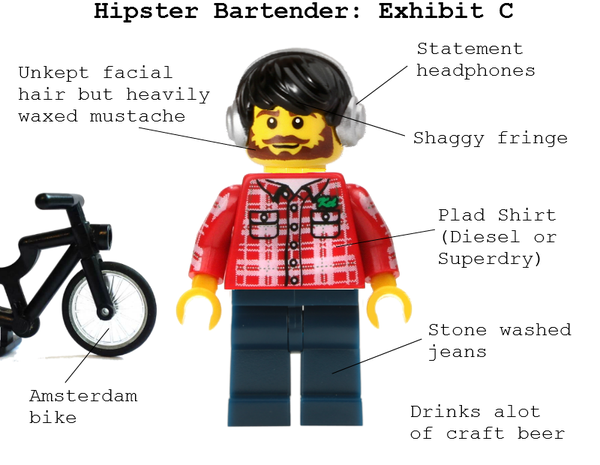 Hipster Bartender: Exhibit C
Statement
headphones
Unkept facial
hair but heavily
waxed mustache
Shaggy fringe
Plad Shirt
(Diesel or
Superdry)
Stone washed
jeans
Amsterdam
bike
Drinks alot
of craft beer